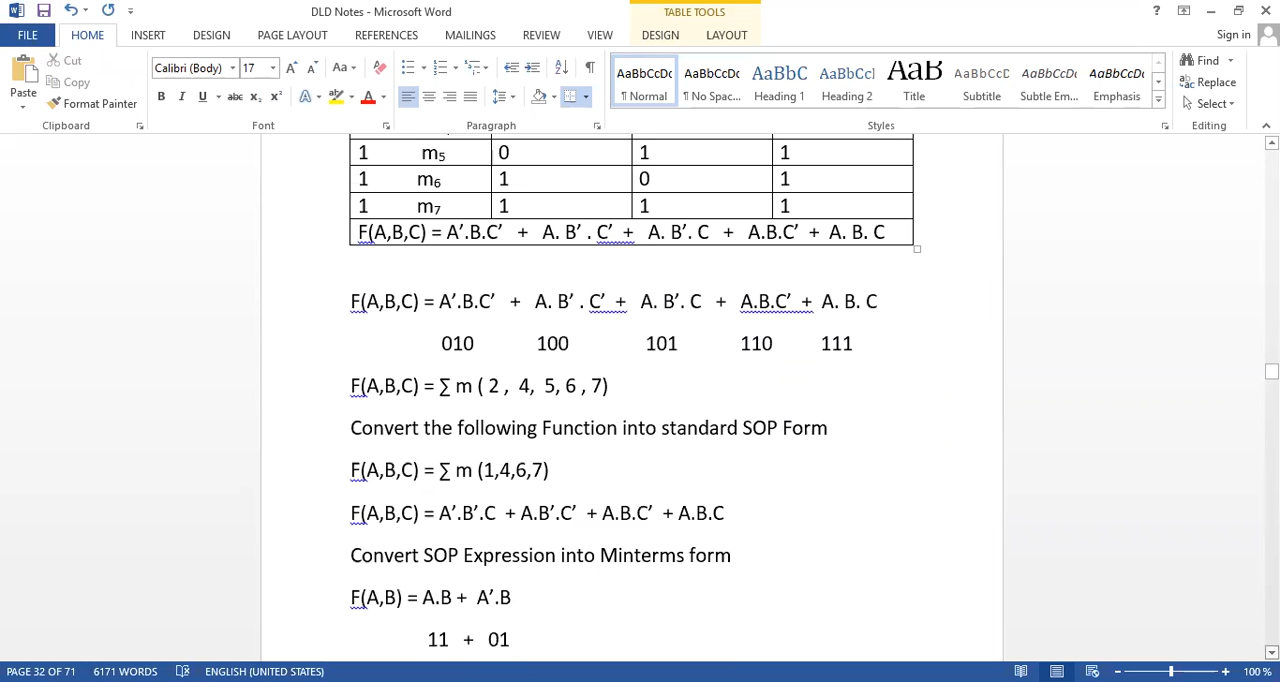 DLD Notes - Microsoft Word
TABLE TOOLS
?
FILE HOME INSERT DESIGN PAGE LAYOUT REFERENCES MAILINGS REVIEW VIEW DESIGN LAYOUT Sign in
Paste
Cut
Copy
Format Painter
Clipboard
Calibri (Body) 17
Font
Paragraph
AaBbCcDc AaBbCcDc AaBbC AaBbCcl AaB AaBbCcD AaBbCcDc AaBbCcDc
¶ Normal ¶ No Spac... Heading 1 Heading 2 Title Subtitle Subtle Em... Emphasis
Styles
Find
Replace
Select
Editing
1 m₅ 0 1 1
1 m₆ 1 0 1
1 m₇ 1 1 1
F(A,B,C) = A’.B.C’ + A. B’ . C’ + A. B’. C + A.B.C’ + A. B. C
F(A,B,C) = A’.B.C’ + A. B’ . C’ + A. B’. C + A.B.C’ + A. B. C
010 100 101 110 111
F(A,B,C) = ∑ m ( 2 , 4, 5, 6 , 7)
Convert the following Function into standard SOP Form
F(A,B,C) = ∑ m (1,4,6,7)
F(A,B,C) = A’.B’.C + A.B’.C’ + A.B.C’ + A.B.C
Convert SOP Expression into Minterms form
F(A,B) = A.B + A’.B
11 + 01
PAGE 32 OF 71 6171 WORDS ENGLISH (UNITED STATES) 100 %